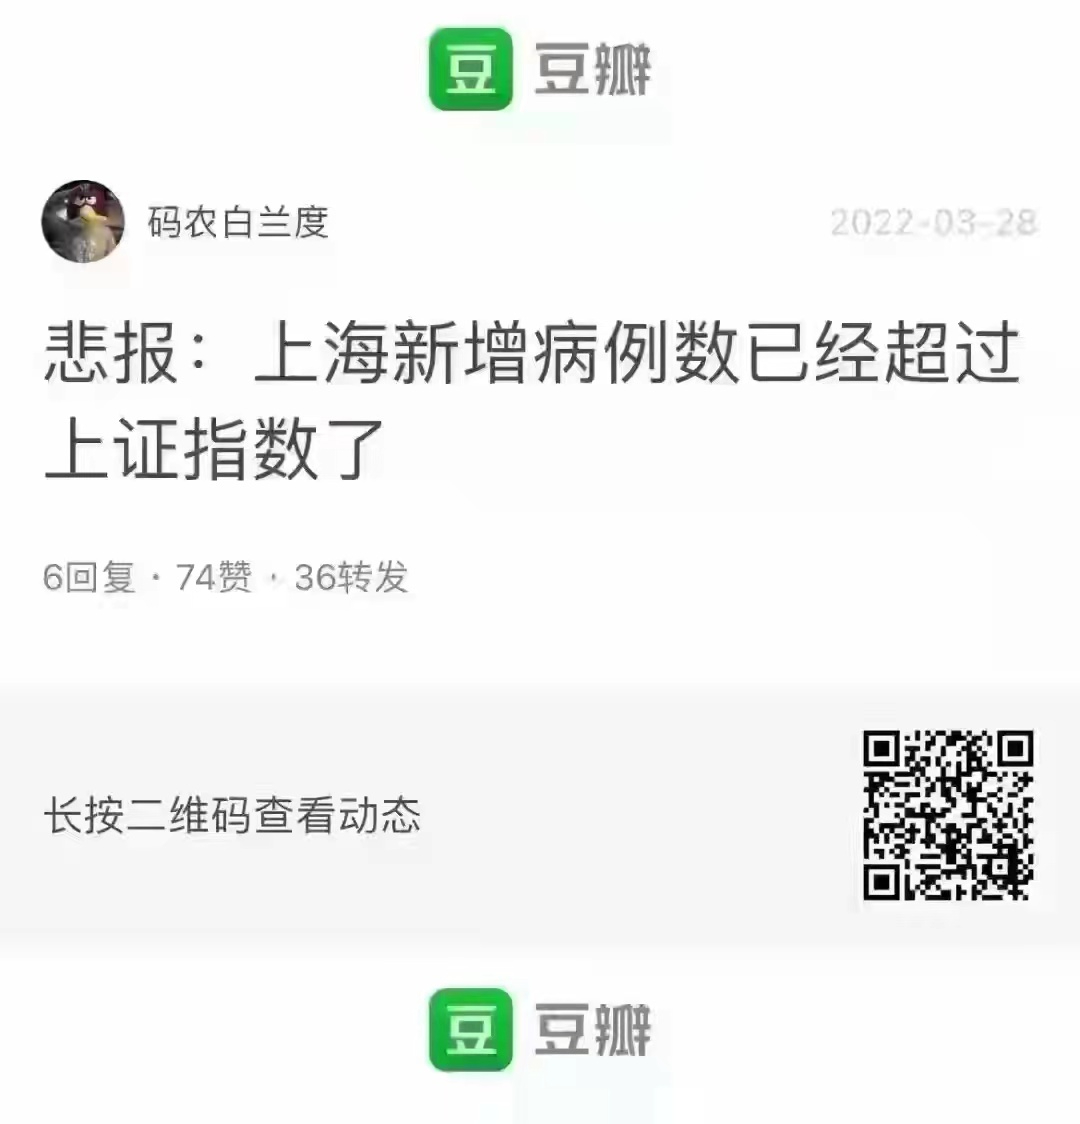 豆 豆瓣
码农白兰度 2022-03-28
悲报：上海新增病例数已经超过
上证指数了
6回复 · 74赞 · 36转发
长按二维码查看动态
豆 豆瓣